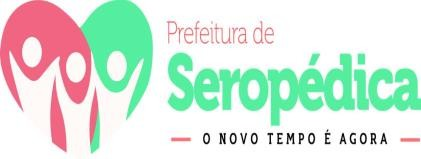 Prefeitura de
Seropédica
O NOVO TEMPO É AGORA